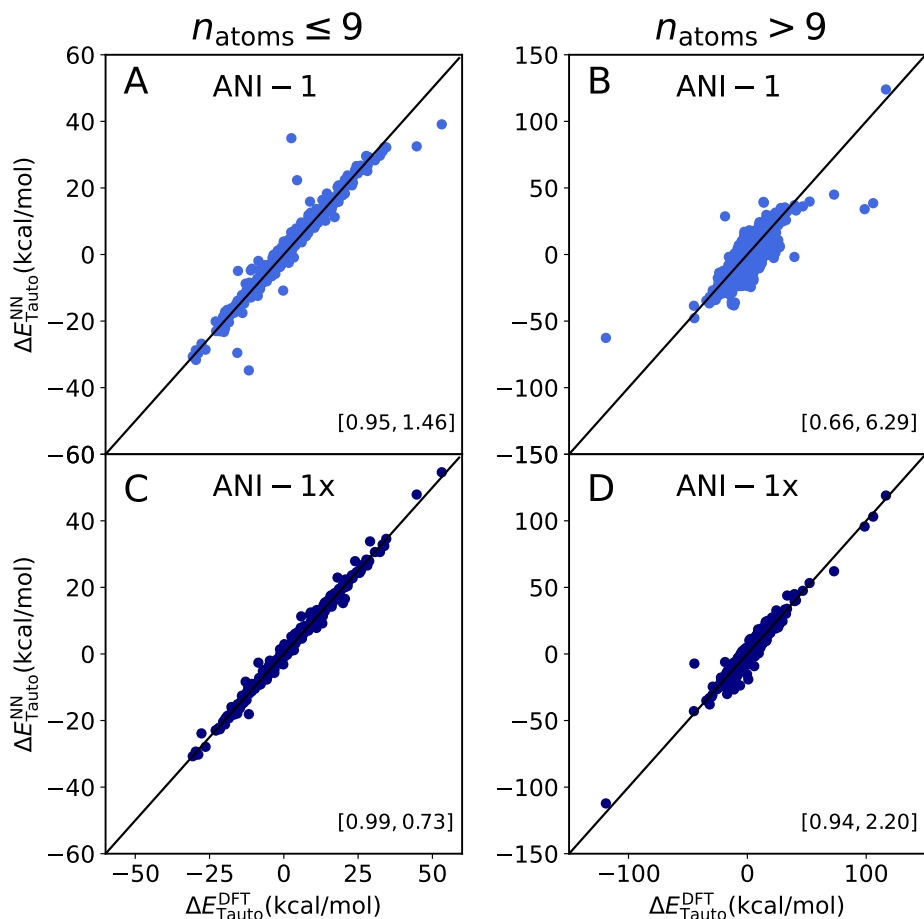 n_atoms ≤ 9
n_atoms > 9
A
ANI − 1
60
40
20
0
−20
−40
−60
ΔE^NN_Tauto(kcal/mol)
[0.95, 1.46]
B
ANI − 1
150
100
50
0
−50
−100
−150
[0.66, 6.29]
C
ANI − 1x
60
40
20
0
−20
−40
−60
ΔE^NN_Tauto(kcal/mol)
[0.99, 0.73]
−50
−25
0
25
50
ΔE^DFT_Tauto(kcal/mol)
D
ANI − 1x
150
100
50
0
−50
−100
−150
[0.94, 2.20]
−100
0
100
ΔE^DFT_Tauto(kcal/mol)